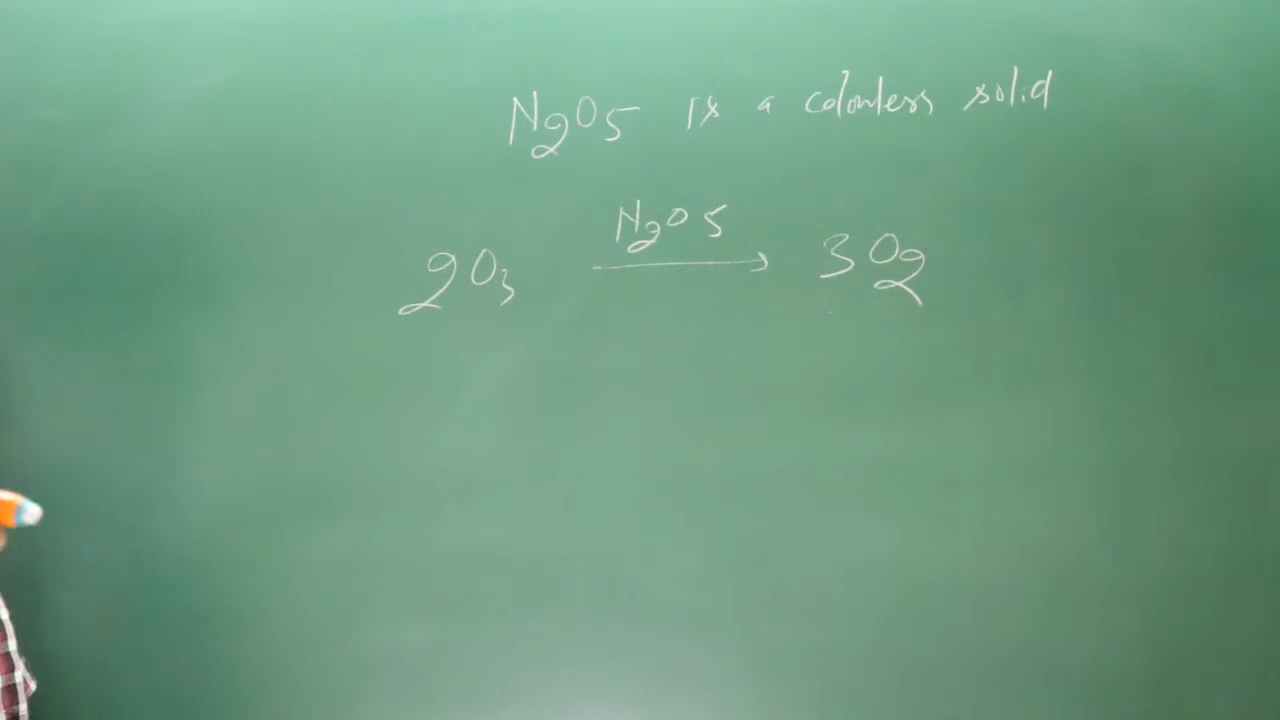 N₂O₅ is a colorless solid
N₂O₅
2O₃ → 3O₂